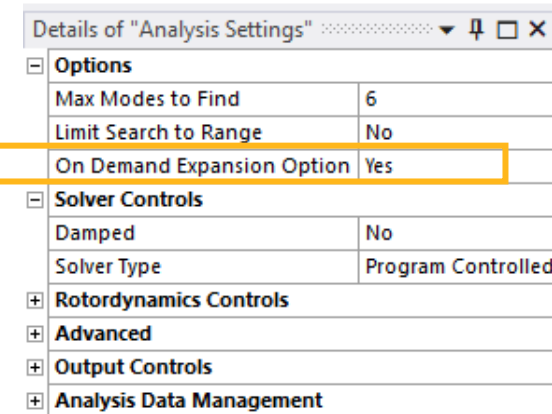 Details of "Analysis Settings"
Options
Max Modes to Find 6
Limit Search to Range No
On Demand Expansion Option Yes
Solver Controls
Damped No
Solver Type Program Controlled
Rotordynamics Controls
Advanced
Output Controls
Analysis Data Management